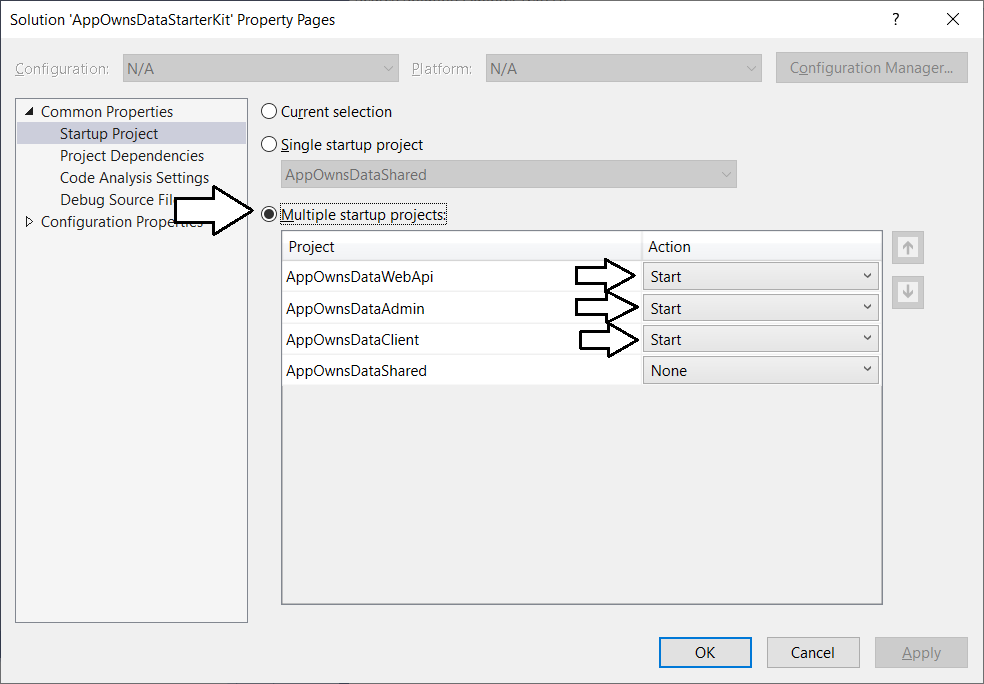 Solution 'AppOwnsDataStarterKit' Property Pages
?
Configuration: N/A Platform: N/A Configuration Manager...
Common Properties
Startup Project
Project Dependencies
Code Analysis Settings
Debug Source Fil
Configuration Properties
Current selection
Single startup project
AppOwnsDataShared
Multiple startup projects:
Project Action
AppOwnsDataWebApi Start
AppOwnsDataAdmin Start
AppOwnsDataClient Start
AppOwnsDataShared None
OK Cancel Apply